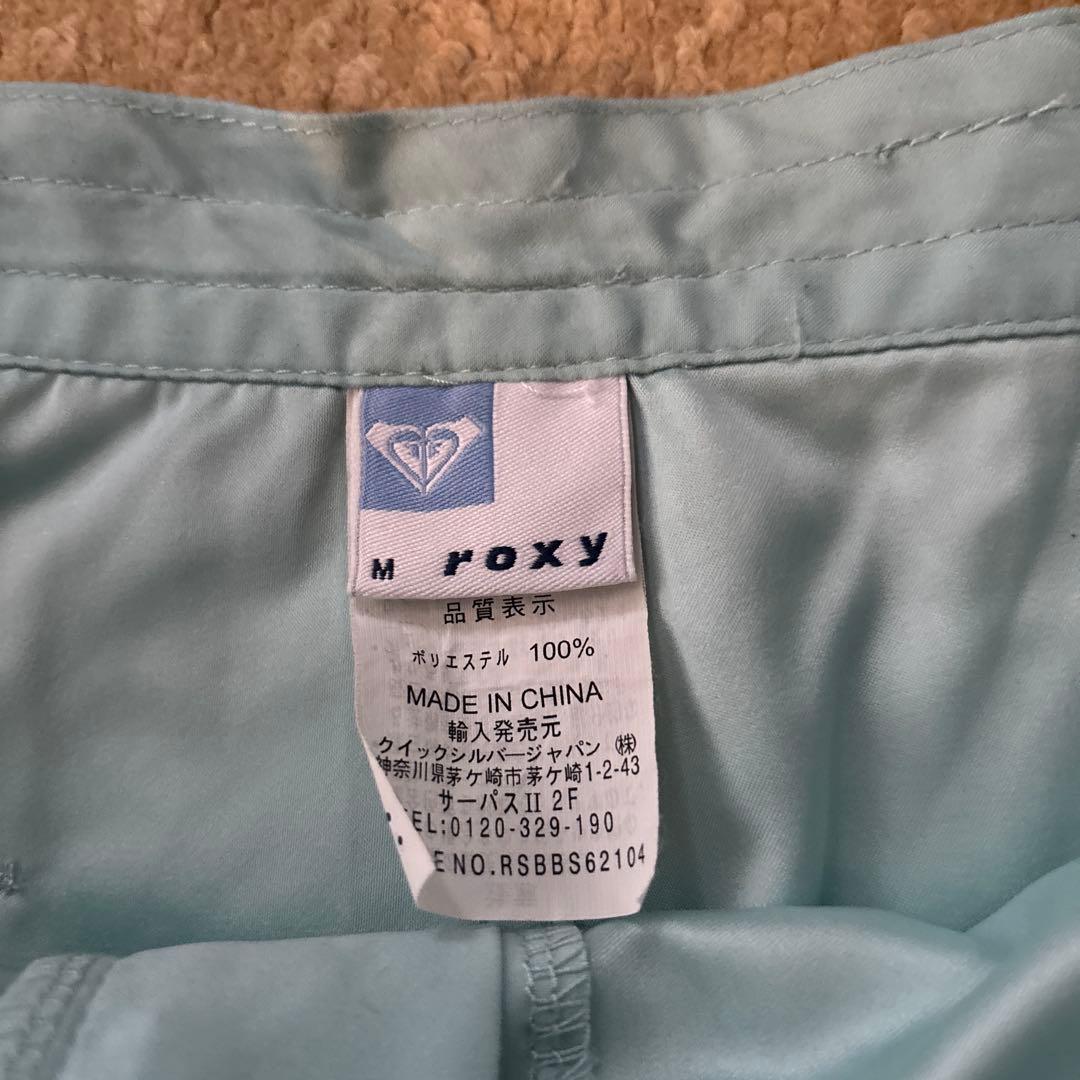 M roxy
品質表示
ポリエステル 100%
MADE IN CHINA
輸入発売元
クイックシルバージャパン ㈱
神奈川県茅ケ崎市茅ケ崎1-2-43
サーパスⅡ 2F
EL:0120-329-190
E NO.RSBBS62104